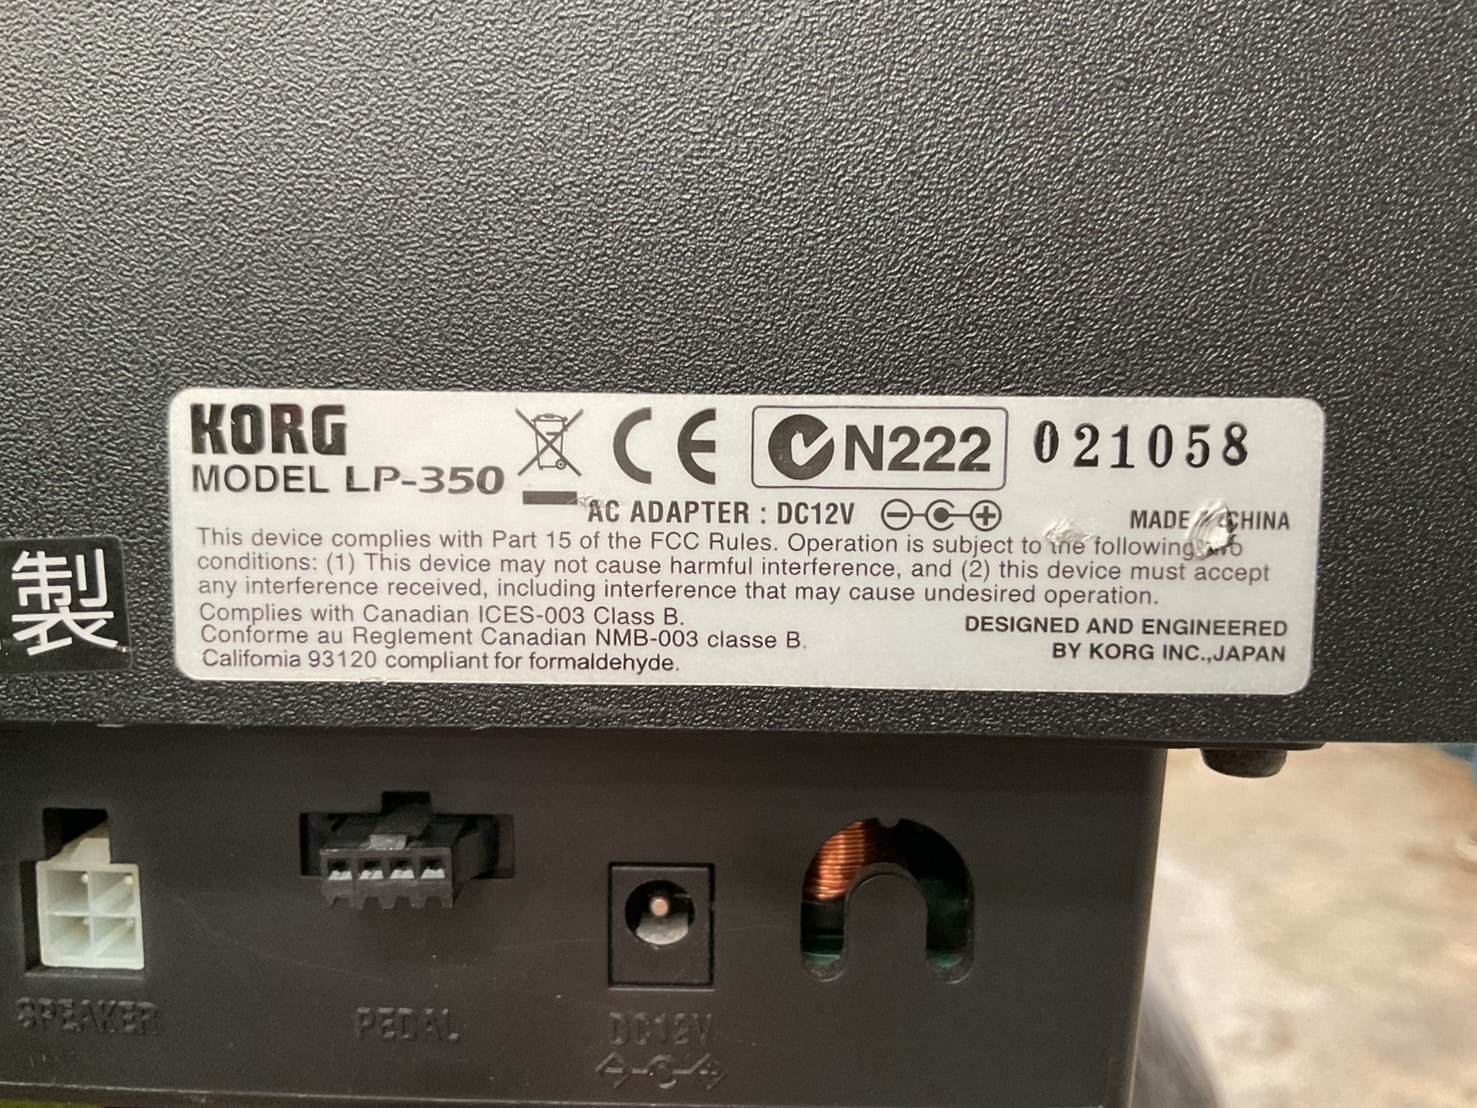 KORG
MODEL LP-350
CE
N222
021058
AC ADAPTER : DC12V
MADE CHINA
This device complies with Part 15 of the FCC Rules. Operation is subject to the following two
conditions: (1) This device may not cause harmful interference, and (2) this device must accept
any interference received, including interference that may cause undesired operation.
Complies with Canadian ICES-003 Class B.
Conforme au Reglement Canadian NMB-003 classe B.
Califomia 93120 compliant for formaldehyde.
DESIGNED AND ENGINEERED
BY KORG INC.,JAPAN
製
SPEAKER
PEDAL
DC12V